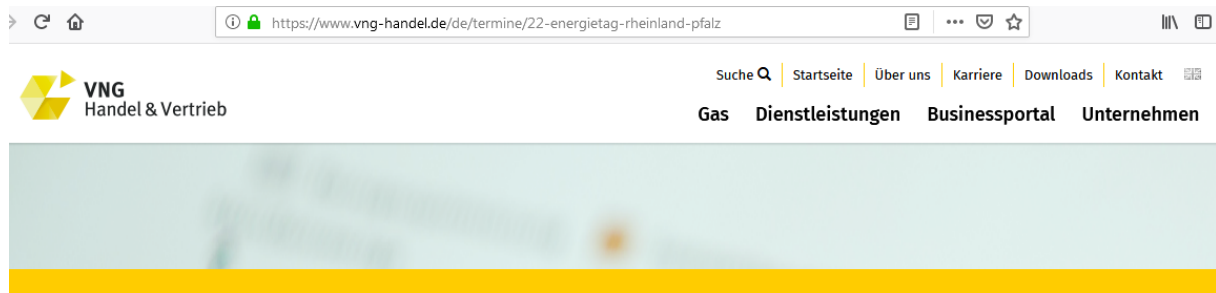 https://www.vng-handel.de/de/termine/22-energietag-rheinland-pfalz
Suche Startseite Über uns Karriere Downloads Kontakt
VNG
Handel & Vertrieb
Gas Dienstleistungen Businessportal Unternehmen